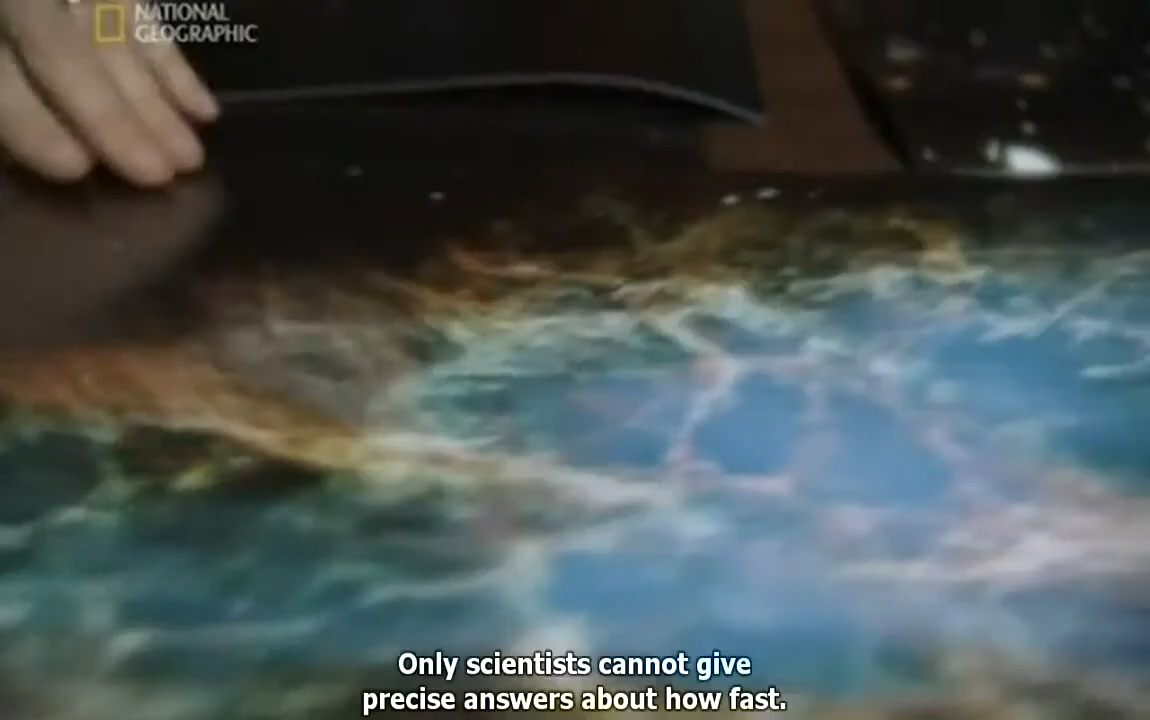 NATIONAL
GEOGRAPHIC
Only scientists cannot give
precise answers about how fast.